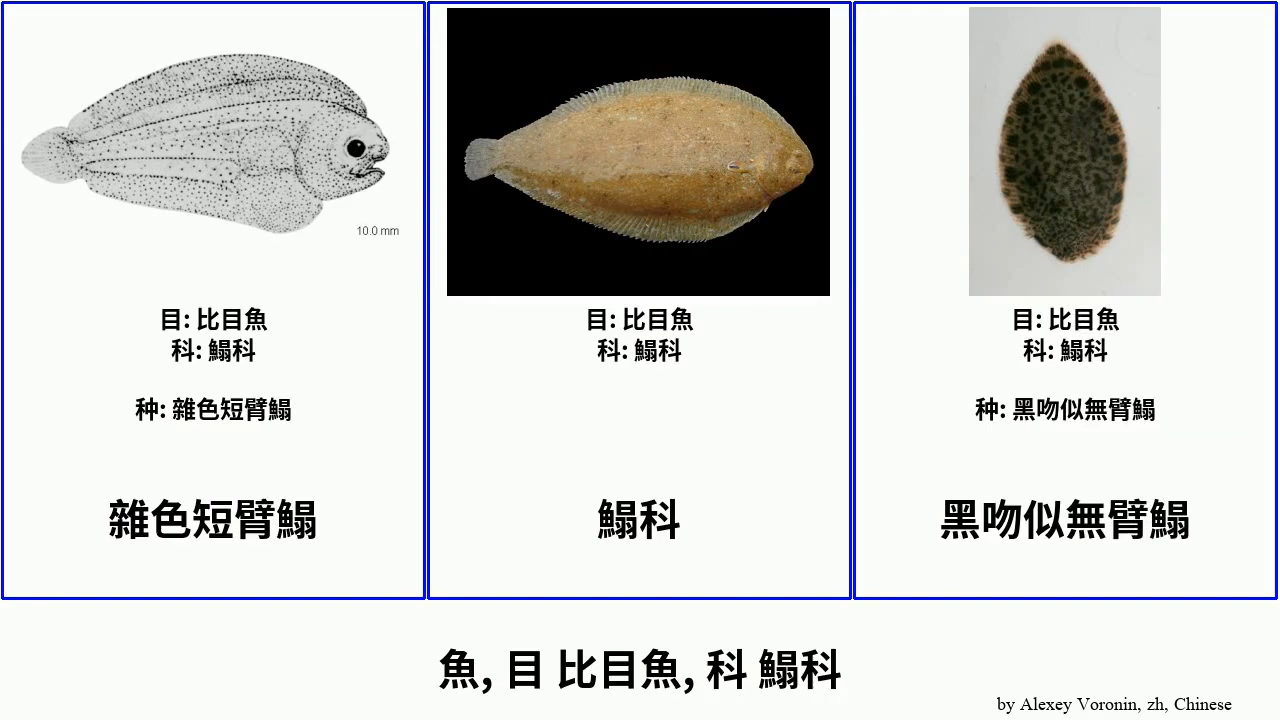 10.0 mm
目: 比目魚
科: 鰨科
种: 雜色短臂鰨
雜色短臂鰨
目: 比目魚
科: 鰨科
鰨科
目: 比目魚
科: 鰨科
种: 黑吻似無臂鰨
黑吻似無臂鰨
魚, 目 比目魚, 科 鰨科
by Alexey Voronin, zh, Chinese